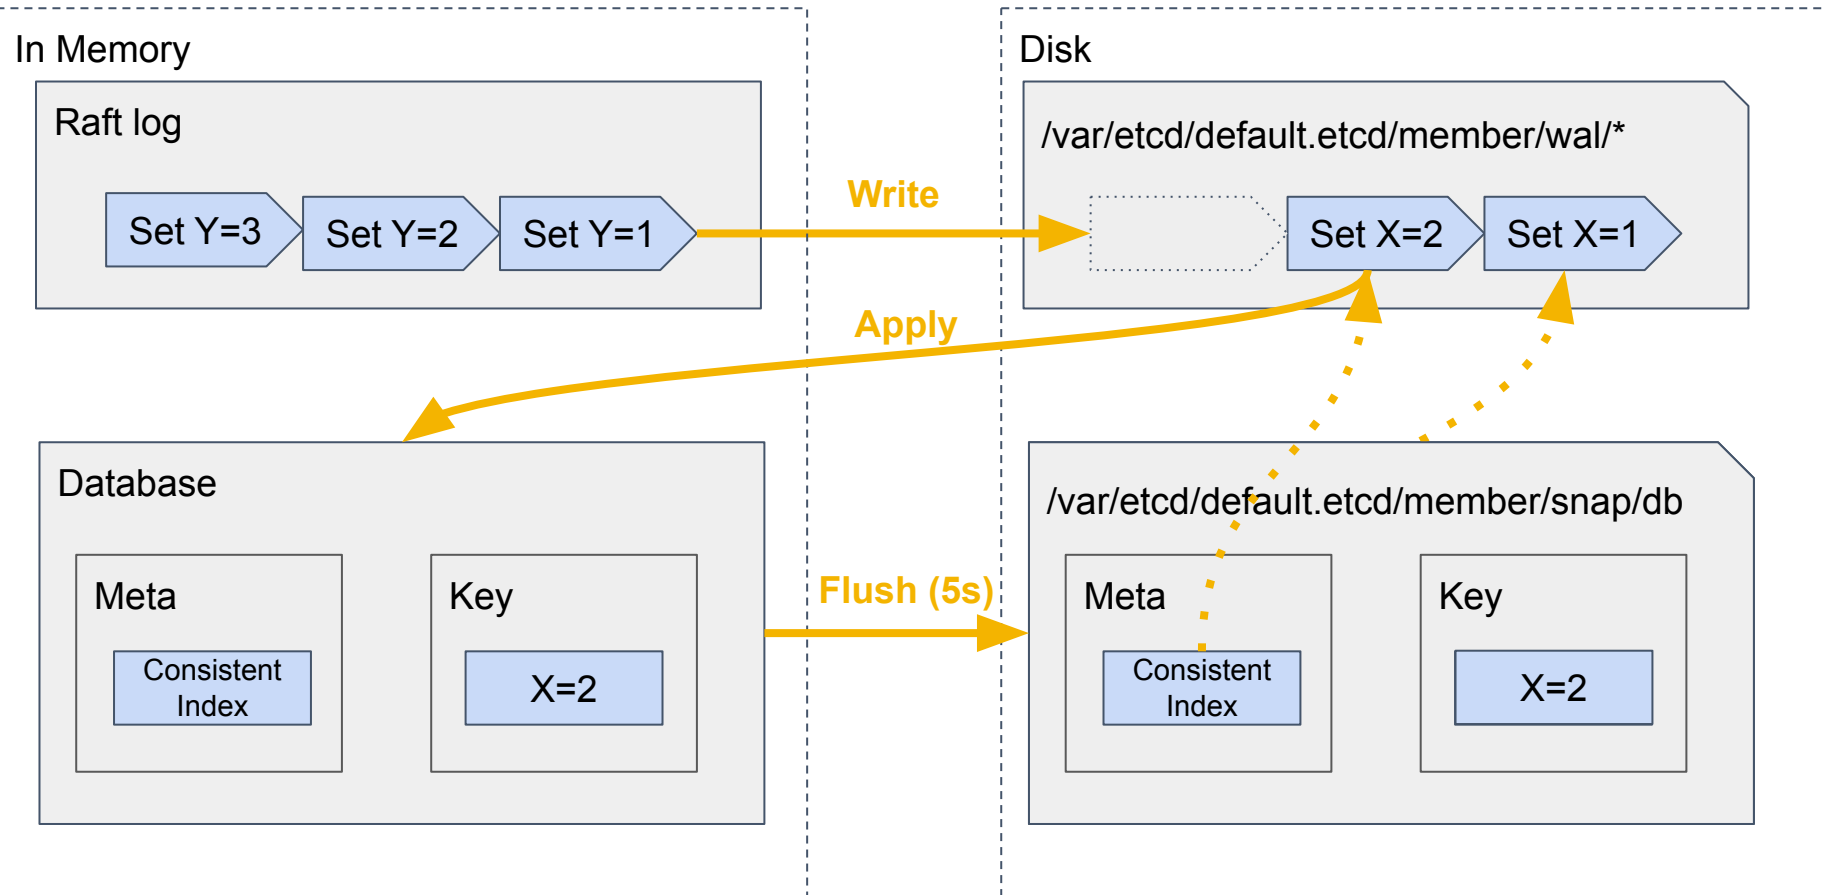 In Memory
Raft log
Set Y=3
Set Y=2
Set Y=1
Write
Disk
/var/etcd/default.etcd/member/wal/*
Set X=2
Set X=1
Apply
Database
Meta
Consistent
Index
Key
X=2
Flush (5s)
/var/etcd/default.etcd/member/snap/db
Meta
Consistent
Index
Key
X=2